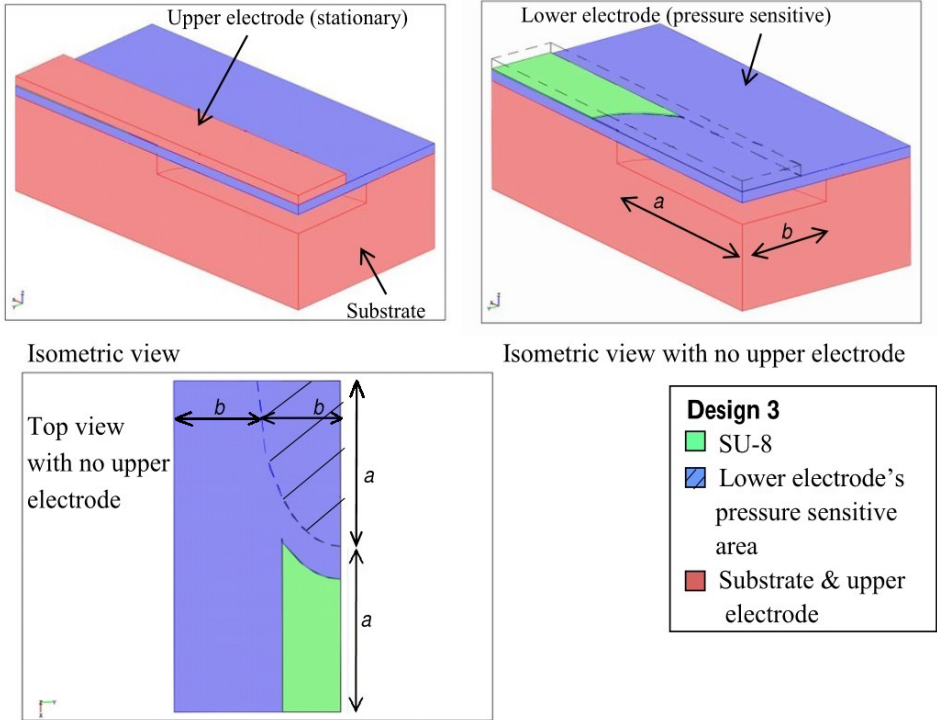 Upper electrode (stationary)
Substrate
Isometric view
Lower electrode (pressure sensitive)
a
b
Isometric view with no upper electrode
Top view
with no upper
electrode
b
b
a
a
Design 3
SU-8
Lower electrode's
pressure sensitive
area
Substrate & upper
electrode